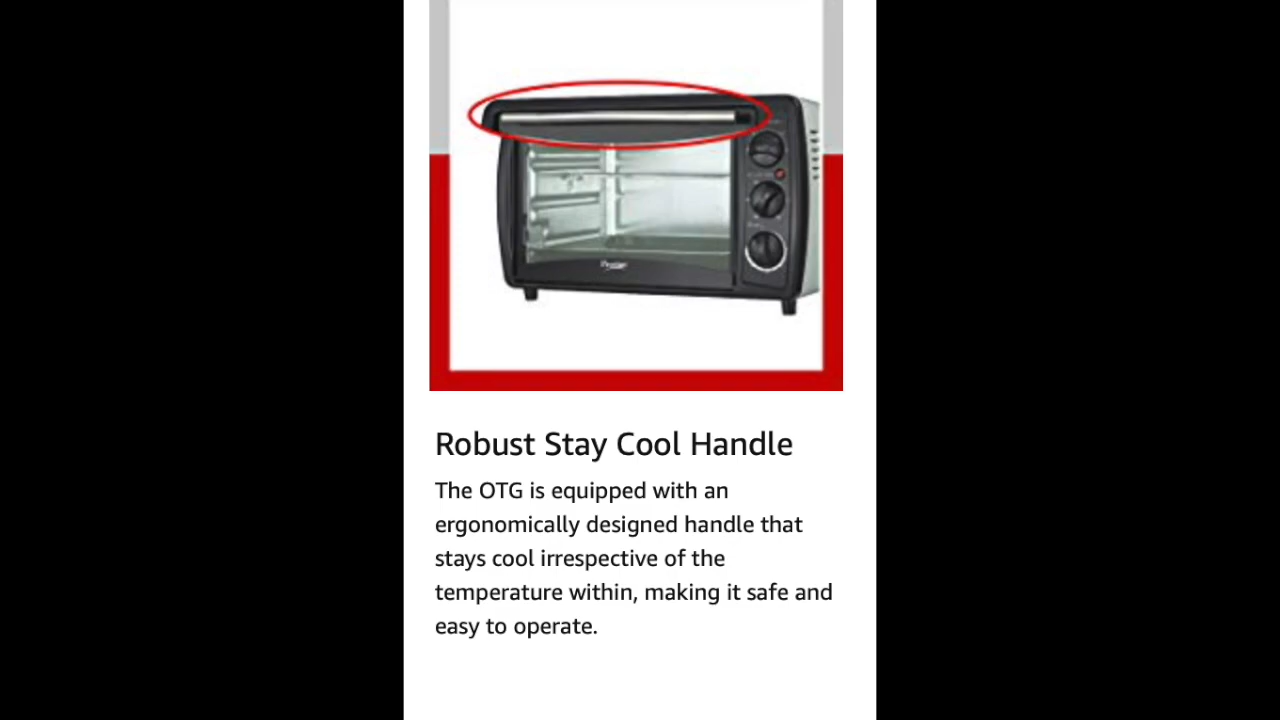 Robust Stay Cool Handle
The OTG is equipped with an
ergonomically designed handle that
stays cool irrespective of the
temperature within, making it safe and
easy to operate.